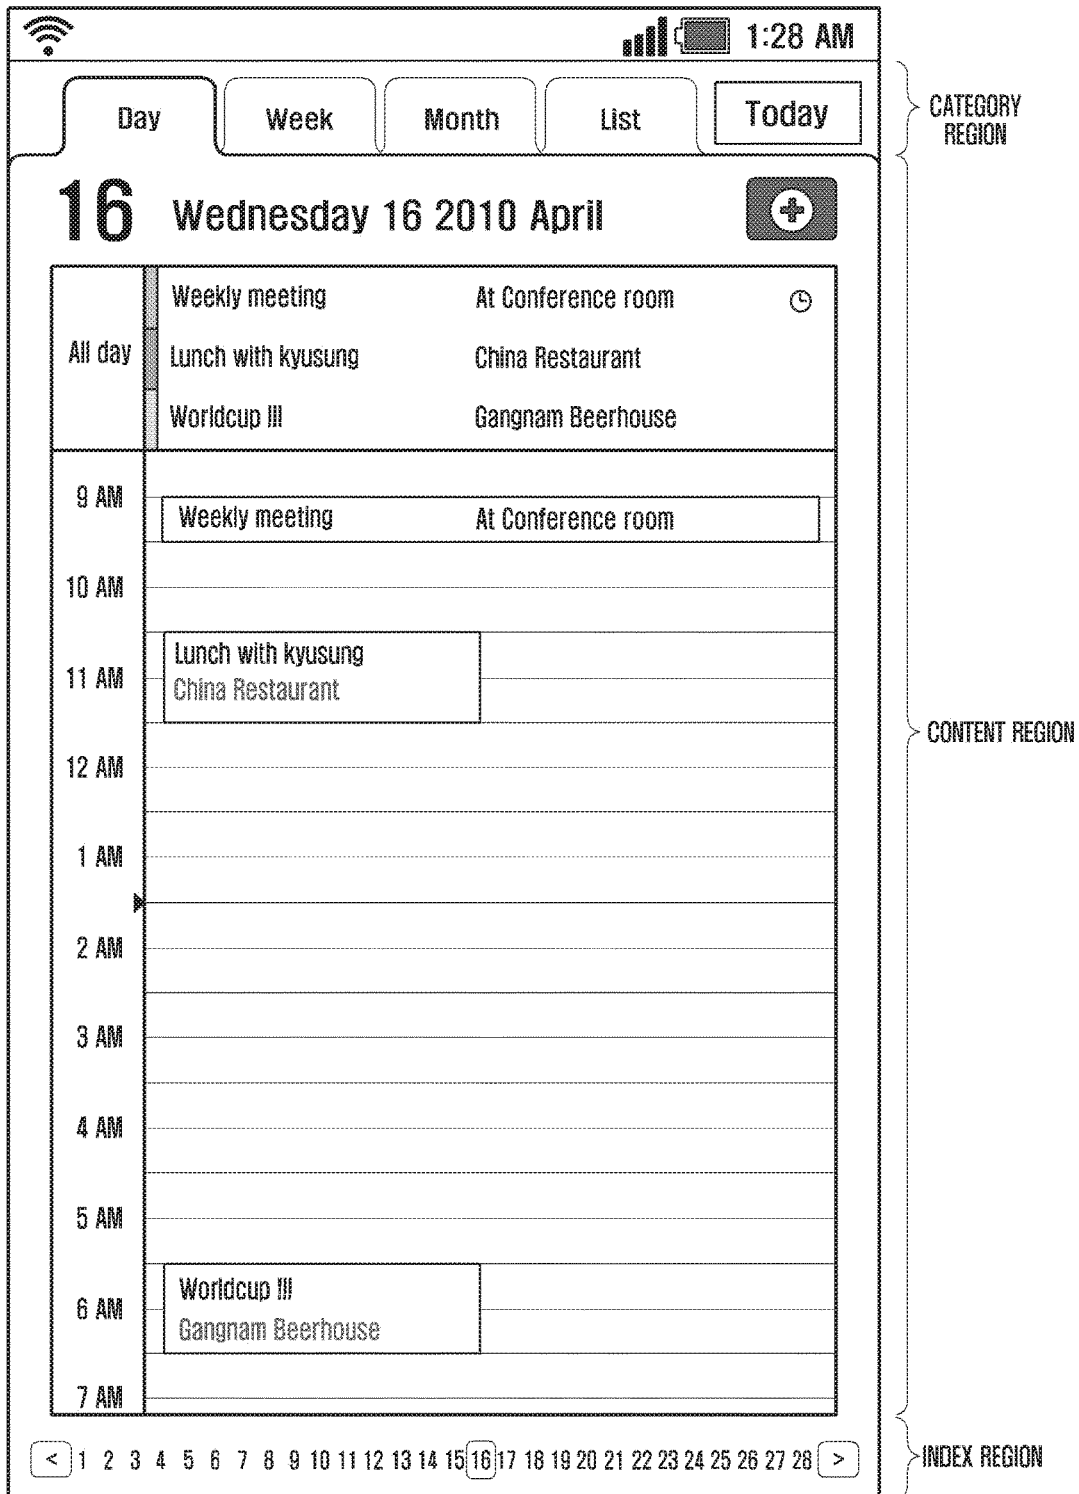 1:28 AM
Day Week Month List Today
CATEGORY
REGION
16 Wednesday 16 2010 April
All day
Weekly meeting At Conference room
Lunch with kyusung China Restaurant
Worldcup III Gangnam Beerhouse
9 AM
Weekly meeting At Conference room
10 AM
Lunch with kyusung
11 AM
China Restaurant
CONTENT REGION
12 AM
1 AM
2 AM
3 AM
4 AM
5 AM
Worldcup III
6 AM
Gangnam Beerhouse
7 AM
< 1 2 3 4 5 6 7 8 9 10 11 12 13 14 15 16 17 18 19 20 21 22 23 24 25 26 27 28 >
INDEX REGION